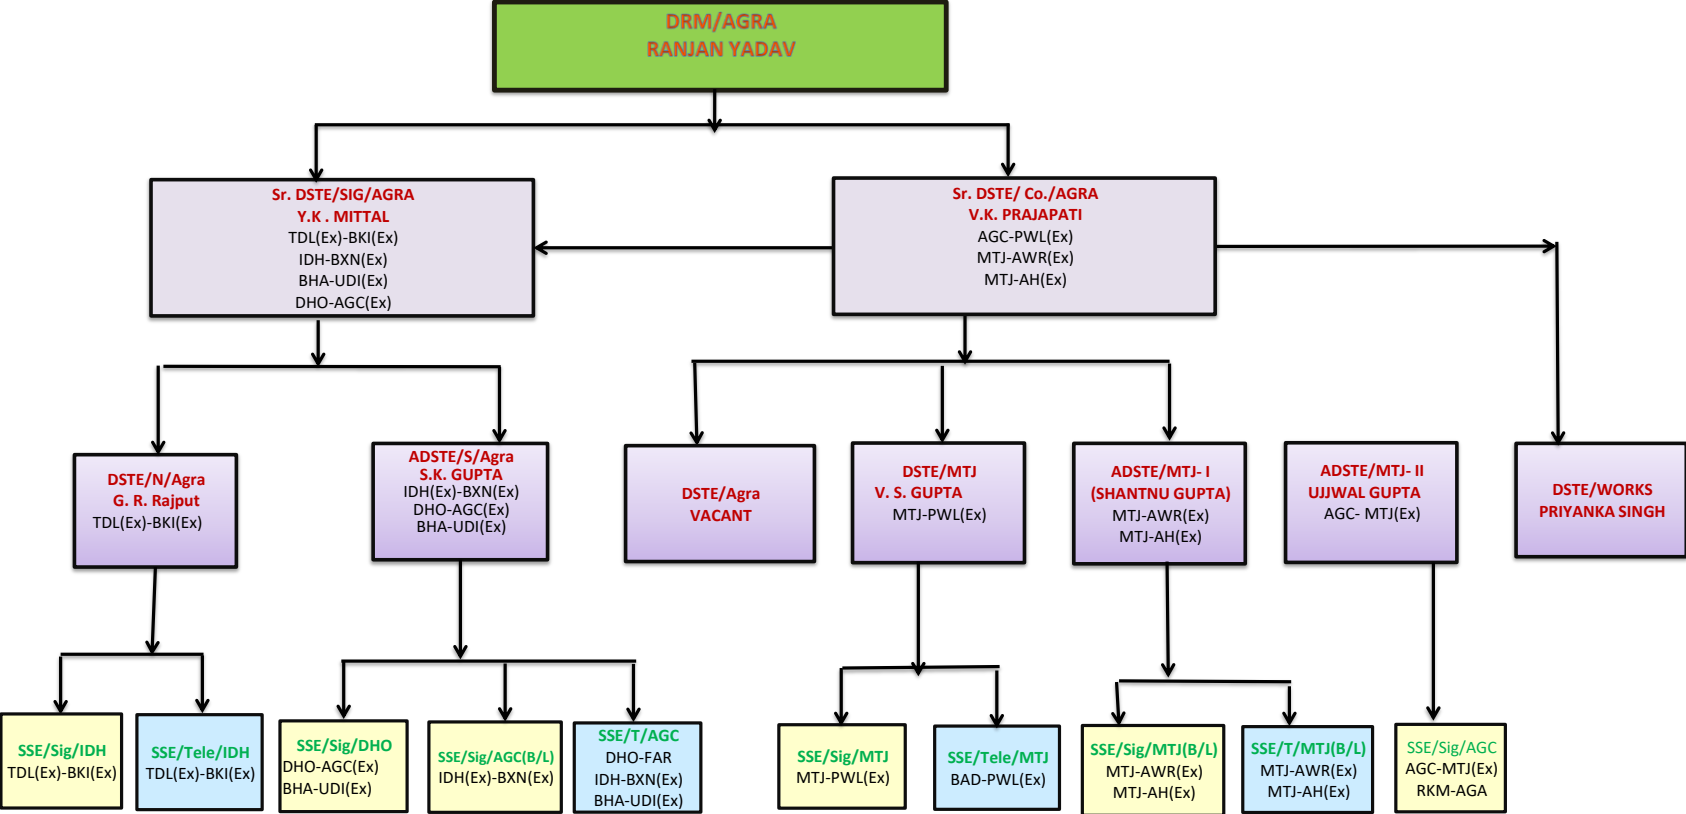 DRM/AGRA
RANJAN YADAV
Sr. DSTE/SIG/AGRA
Y.K . MITTAL
TDL(Ex)-BKI(Ex)
IDH-BXN(Ex)
BHA-UDI(Ex)
DHO-AGC(Ex)
Sr. DSTE/ Co./AGRA
V.K. PRAJAPATI
AGC-PWL(Ex)
MTJ-AWR(Ex)
MTJ-AH(Ex)
DSTE/N/Agra
G. R. Rajput
TDL(Ex)-BKI(Ex)
ADSTE/S/Agra
S.K. GUPTA
IDH(Ex)-BXN(Ex)
DHO-AGC(Ex)
BHA-UDI(Ex)
DSTE/Agra
VACANT
DSTE/MTJ
V. S. GUPTA
MTJ-PWL(Ex)
ADSTE/MTJ- I
(SHANTNU GUPTA)
MTJ-AWR(Ex)
MTJ-AH(Ex)
ADSTE/MTJ- II
UJJWAL GUPTA
AGC- MTJ(Ex)
DSTE/WORKS
PRIYANKA SINGH
SSE/Sig/IDH
TDL(Ex)-BKI(Ex)
SSE/Tele/IDH
TDL(Ex)-BKI(Ex)
SSE/Sig/DHO
DHO-AGC(Ex)
BHA-UDI(Ex)
SSE/Sig/AGC(B/L)
IDH(Ex)-BXN(Ex)
SSE/T/AGC
DHO-FAR
IDH-BXN(Ex)
BHA-UDI(Ex)
SSE/Sig/MTJ
MTJ-PWL(Ex)
SSE/Tele/MTJ
BAD-PWL(Ex)
SSE/Sig/MTJ(B/L)
MTJ-AWR(Ex)
MTJ-AH(Ex)
SSE/T/MTJ(B/L)
MTJ-AWR(Ex)
MTJ-AH(Ex)
SSE/Sig/AGC
AGC-MTJ(Ex)
RKM-AGA